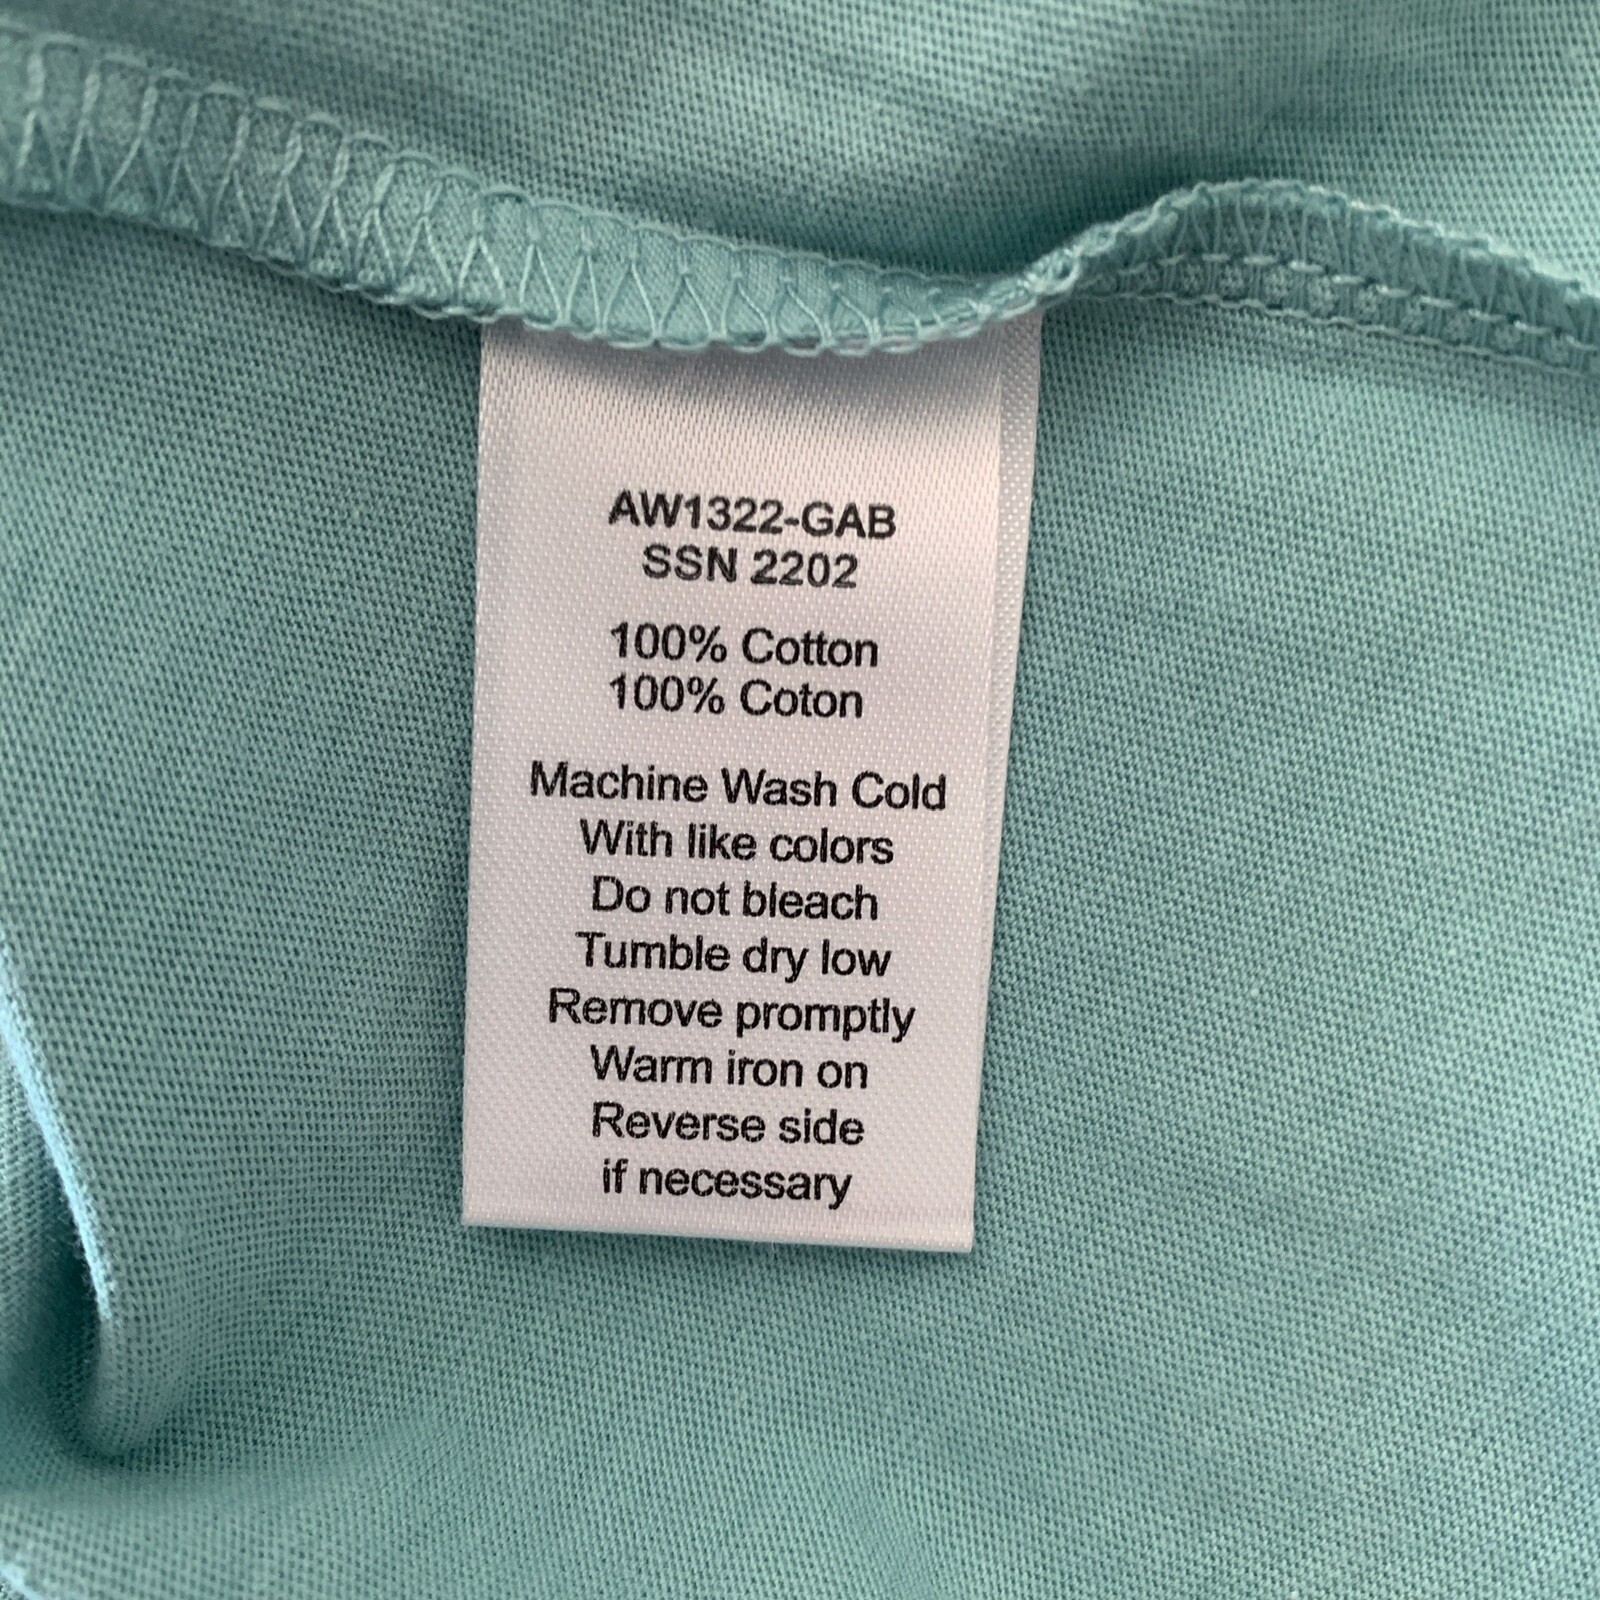 AW1322-GAB
SSN 2202
100% Cotton
100% Coton
Machine Wash Cold
With like colors
Do not bleach
Tumble dry low
Remove promptly
Warm iron on
Reverse side
if necessary